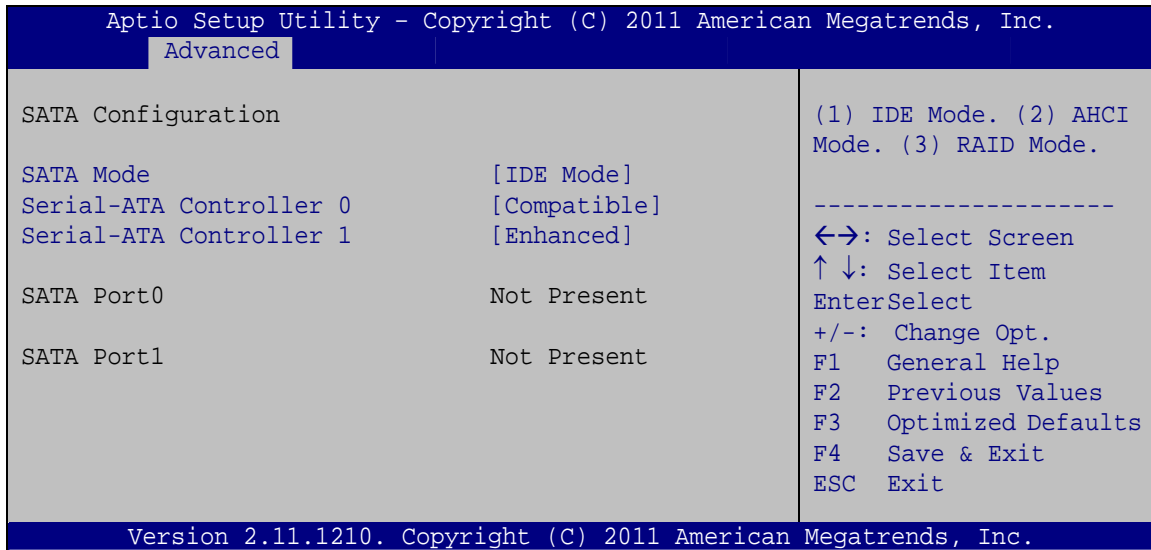 Aptio Setup Utility – Copyright (C) 2011 American Megatrends, Inc.
Advanced
SATA Configuration
SATA Mode [IDE Mode]
Serial-ATA Controller 0 [Compatible]
Serial-ATA Controller 1 [Enhanced]
SATA Port0 Not Present
SATA Port1 Not Present
(1) IDE Mode. (2) AHCI
Mode. (3) RAID Mode.
---------------------
←→: Select Screen
↑ ↓: Select Item
EnterSelect
+/-: Change Opt.
F1 General Help
F2 Previous Values
F3 Optimized Defaults
F4 Save & Exit
ESC Exit
Version 2.11.1210. Copyright (C) 2011 American Megatrends, Inc.